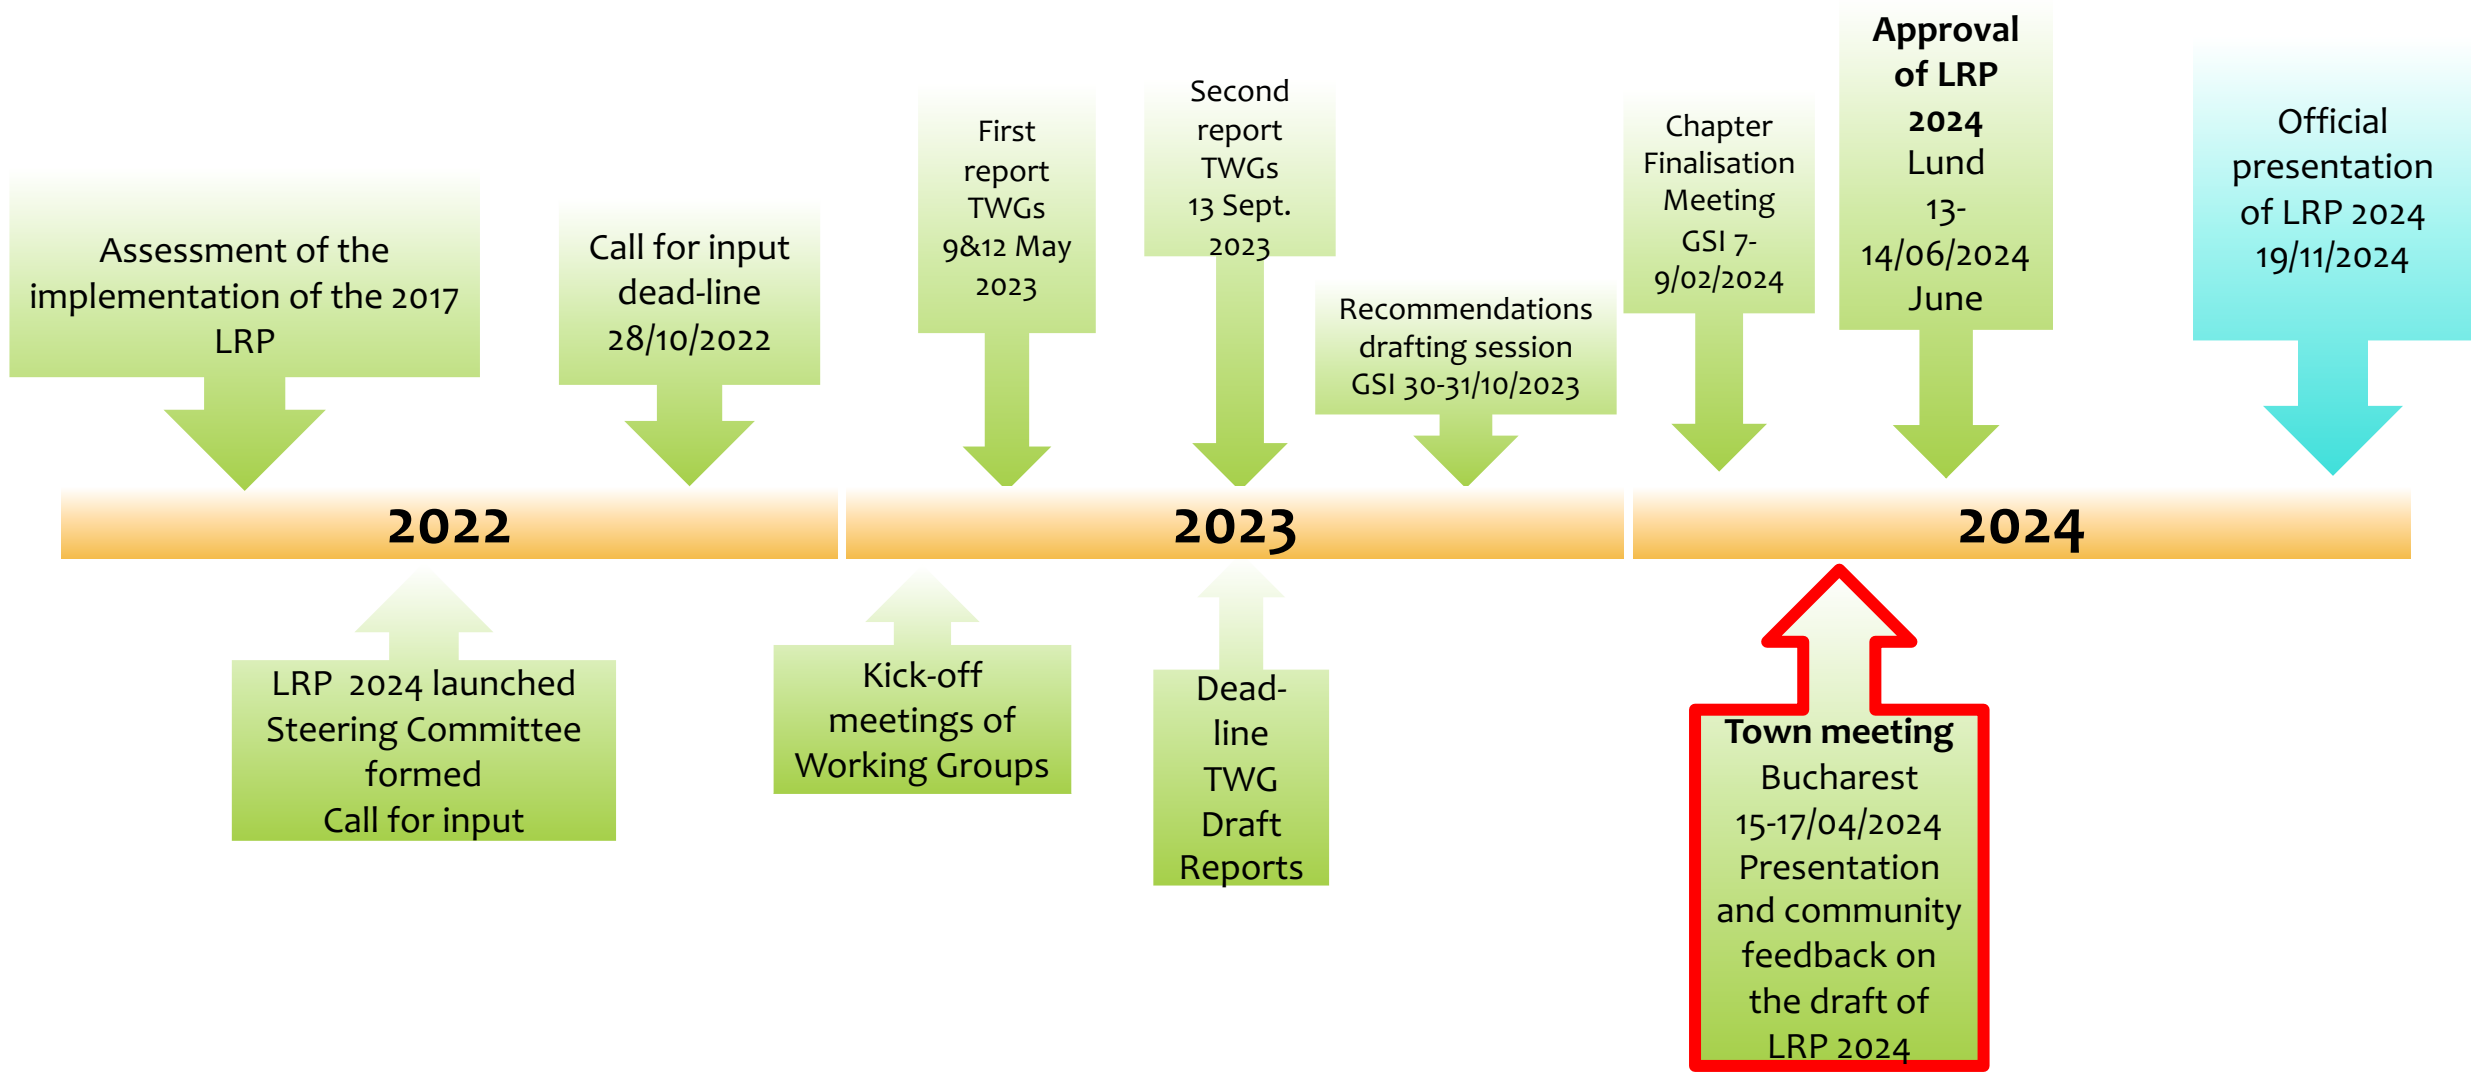 Assessment of the
implementation of the 2017
LRP
Call for input
dead-line
28/10/2022
First
report
TWGs
9&12 May
2023
Second
report
TWGs
13 Sept.
2023
Recommendations
drafting session
GSI 30-31/10/2023
Chapter
Finalisation
Meeting
GSI 7-
9/02/2024
Approval
of LRP
2024
Lund
13-
14/06/2024
June
Official
presentation
of LRP 2024
19/11/2024
2022
2023
2024
LRP 2024 launched
Steering Committee
formed
Call for input
Kick-off
meetings of
Working Groups
Dead-
line
TWG
Draft
Reports
Town meeting
Bucharest
15-17/04/2024
Presentation
and community
feedback on
the draft of
LRP 2024